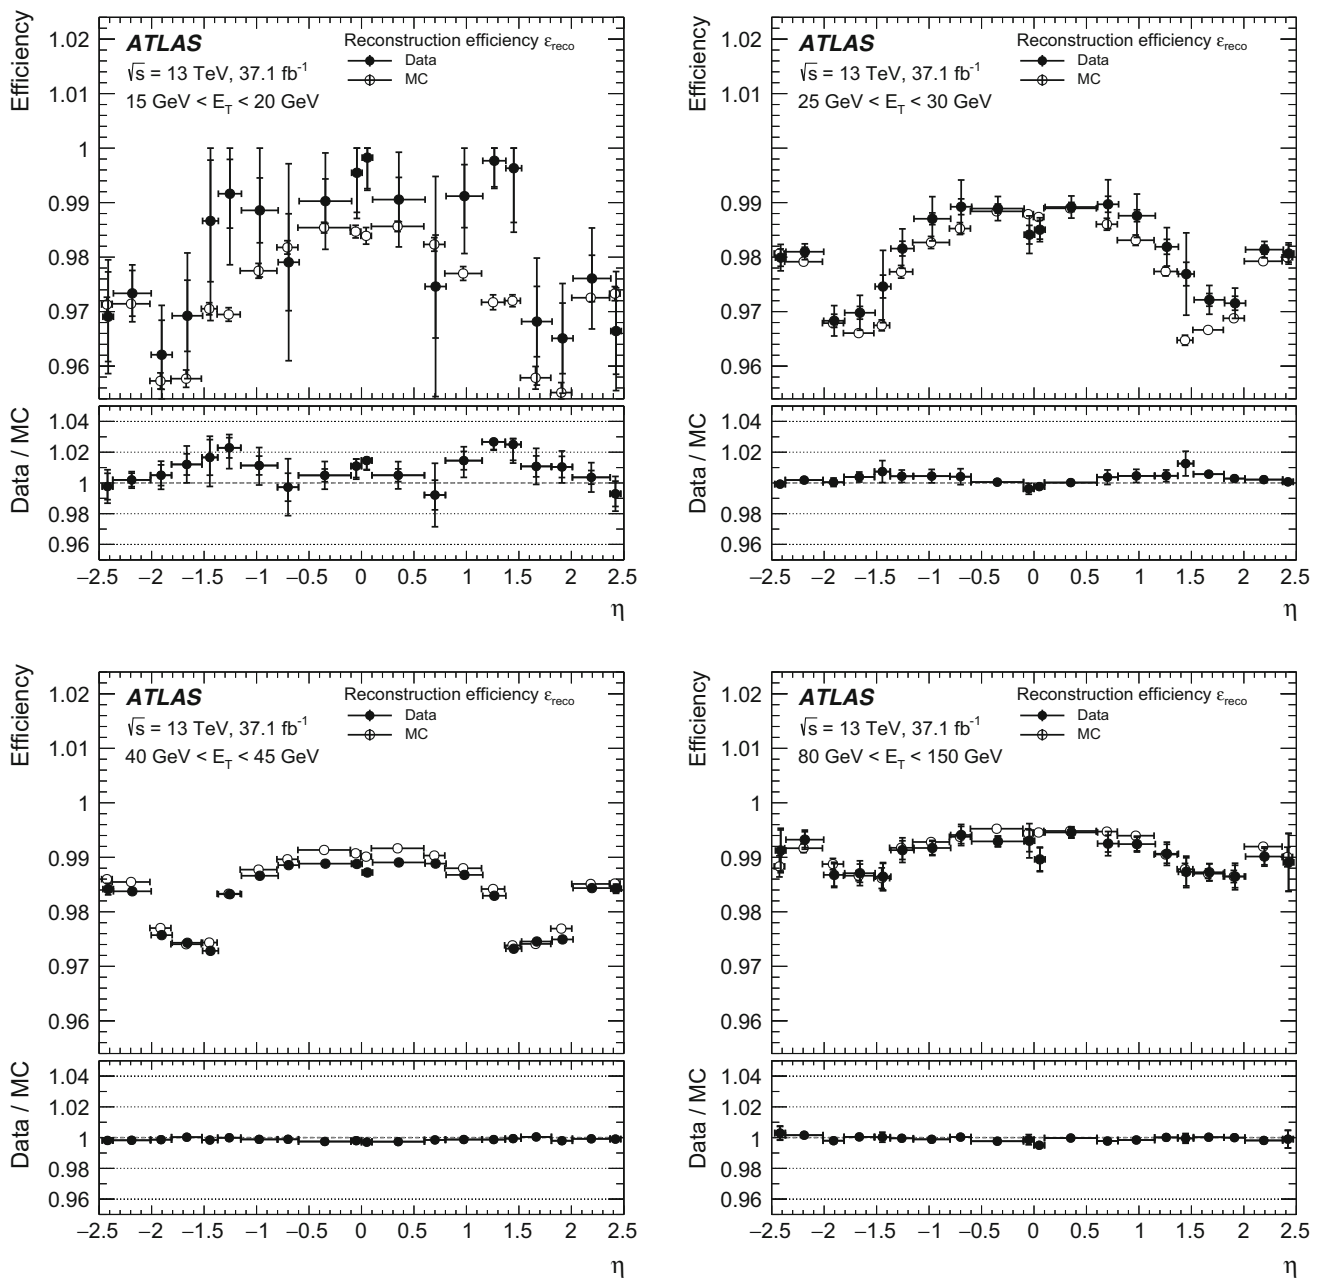 Efficiency
1.02
1.01
1
0.99
0.98
0.97
0.96
ATLAS
√s = 13 TeV, 37.1 fb⁻¹
15 GeV < E_T < 20 GeV
Reconstruction efficiency ε_reco
Data
MC
Data / MC
1.04
1.02
1
0.98
0.96
−2.5 −2 −1.5 −1 −0.5 0 0.5 1 1.5 2 2.5
η
Efficiency
1.02
1.01
1
0.99
0.98
0.97
0.96
ATLAS
√s = 13 TeV, 37.1 fb⁻¹
25 GeV < E_T < 30 GeV
Reconstruction efficiency ε_reco
Data
MC
Data / MC
1.04
1.02
1
0.98
0.96
−2.5 −2 −1.5 −1 −0.5 0 0.5 1 1.5 2 2.5
η
Efficiency
1.02
1.01
1
0.99
0.98
0.97
0.96
ATLAS
√s = 13 TeV, 37.1 fb⁻¹
40 GeV < E_T < 45 GeV
Reconstruction efficiency ε_reco
Data
MC
Data / MC
1.04
1.02
1
0.98
0.96
−2.5 −2 −1.5 −1 −0.5 0 0.5 1 1.5 2 2.5
η
Efficiency
1.02
1.01
1
0.99
0.98
0.97
0.96
ATLAS
√s = 13 TeV, 37.1 fb⁻¹
80 GeV < E_T < 150 GeV
Reconstruction efficiency ε_reco
Data
MC
Data / MC
1.04
1.02
1
0.98
0.96
−2.5 −2 −1.5 −1 −0.5 0 0.5 1 1.5 2 2.5
η